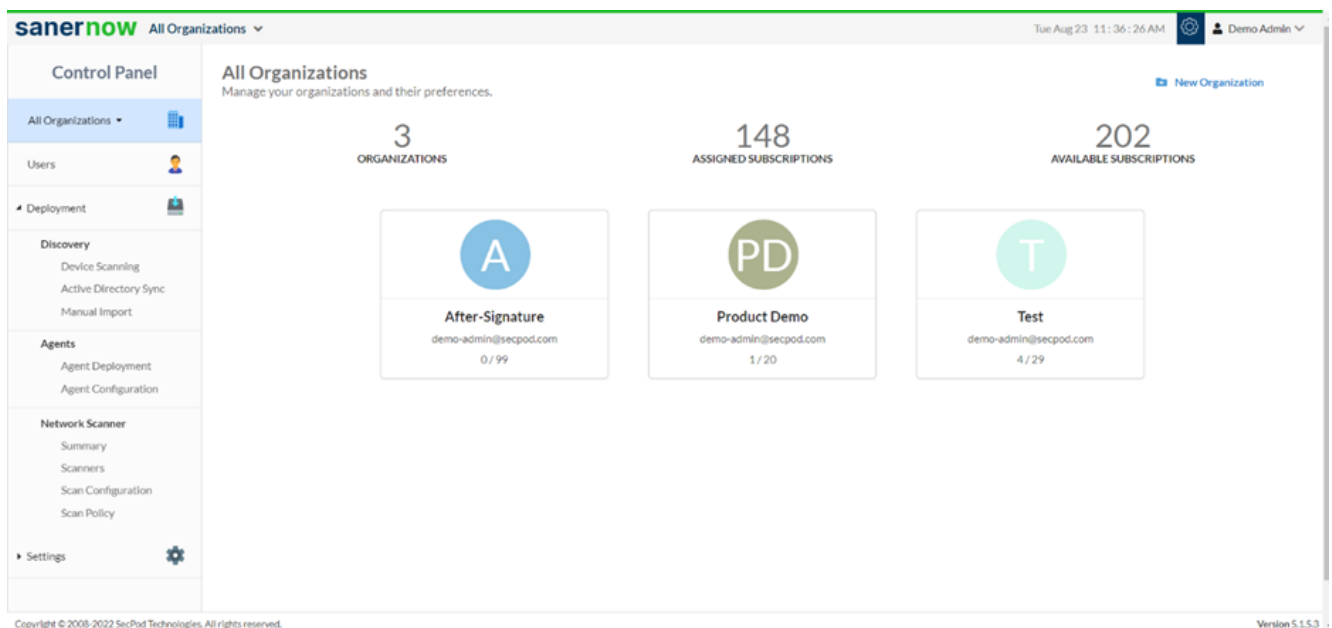 sanernow All Organizations
Tue Aug 23 11:36:26 AM
Demo Admin
Control Panel
All Organizations
Users
Deployment
Discovery
Device Scanning
Active Directory Sync
Manual Import
Agents
Agent Deployment
Agent Configuration
Network Scanner
Summary
Scanners
Scan Configuration
Scan Policy
Settings
All Organizations
Manage your organizations and their preferences.
New Organization
3
ORGANIZATIONS
148
ASSIGNED SUBSCRIPTIONS
202
AVAILABLE SUBSCRIPTIONS
A
After-Signature
demo-admin@secpod.com
0/99
PD
Product Demo
demo-admin@secpod.com
1/20
T
Test
demo-admin@secpod.com
4/29
Copyright © 2008-2022 SecPod Technologies. All rights reserved.
Version 5.1.5.3